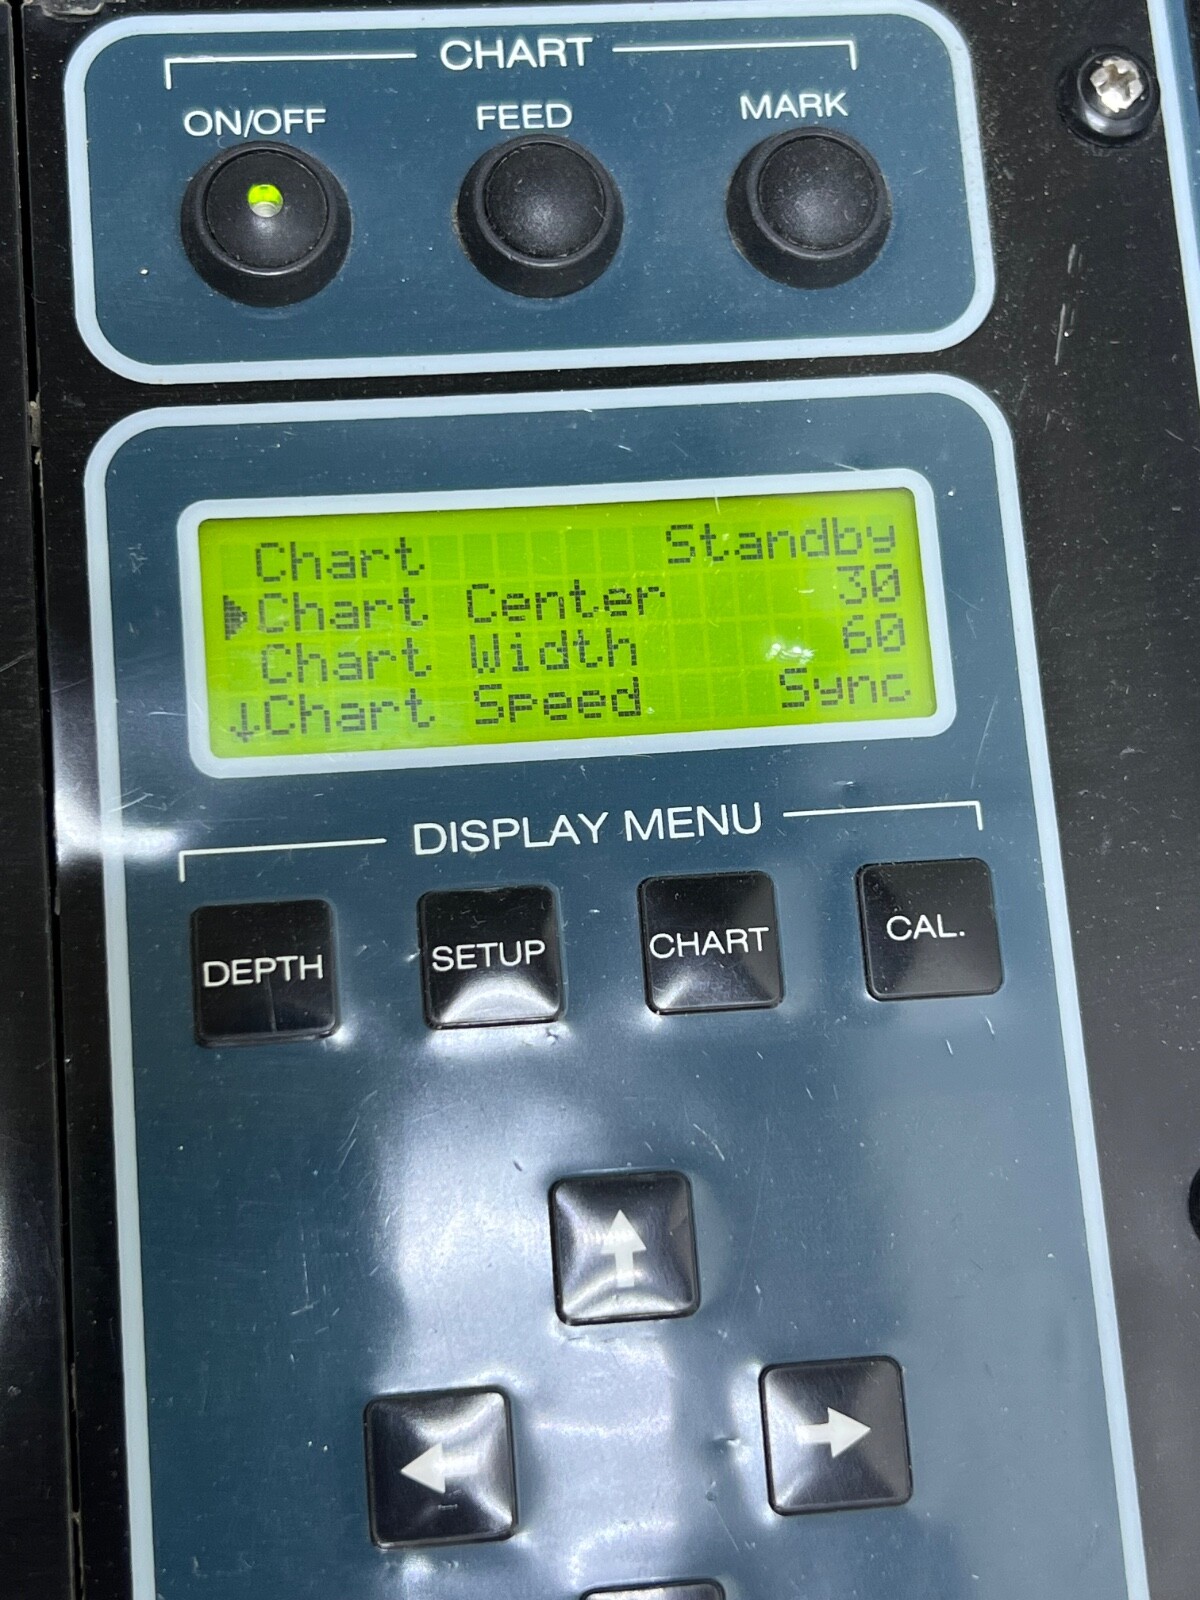 CHART
ON/OFF FEED MARK
Chart Standby
Chart Center 30
Chart Width 60
↓Chart Speed Sync
DISPLAY MENU
DEPTH SETUP CHART CAL.